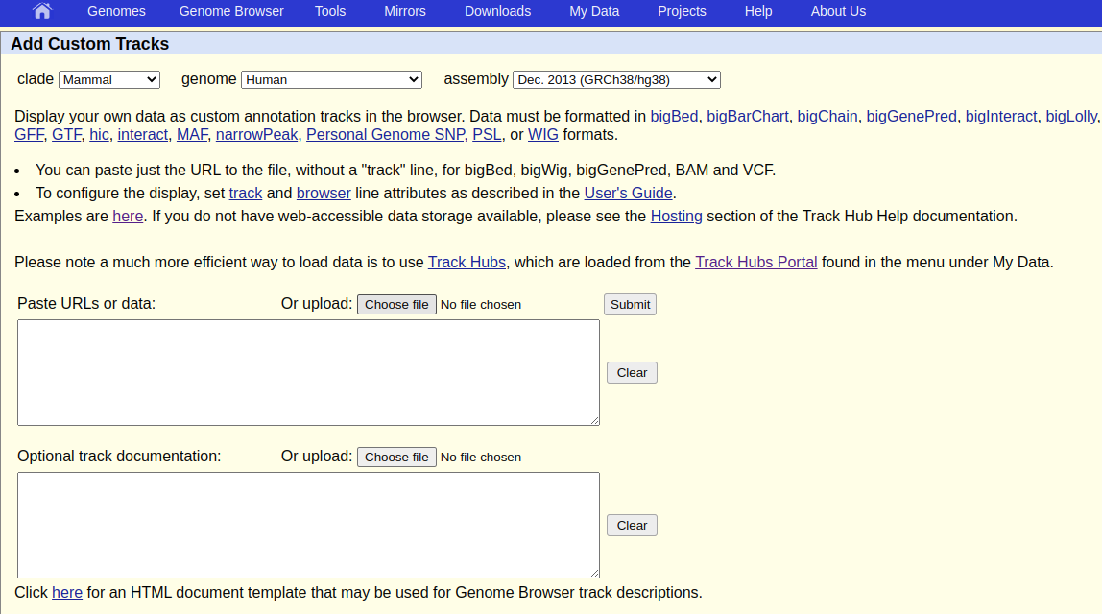 Genomes Genome Browser Tools Mirrors Downloads My Data Projects Help About Us
Add Custom Tracks
clade Mammal genome Human assembly Dec. 2013 (GRCh38/hg38)
Display your own data as custom annotation tracks in the browser. Data must be formatted in bigBed, bigBarChart, bigChain, bigGenePred, bigInteract, bigLolly,
GFF, GTF, hic, interact, MAF, narrowPeak, Personal Genome SNP, PSL, or WIG formats.
• You can paste just the URL to the file, without a "track" line, for bigBed, bigWig, bigGenePred, BAM and VCF.
• To configure the display, set track and browser line attributes as described in the User's Guide.
Examples are here. If you do not have web-accessible data storage available, please see the Hosting section of the Track Hub Help documentation.
Please note a much more efficient way to load data is to use Track Hubs, which are loaded from the Track Hubs Portal found in the menu under My Data.
Paste URLs or data: Or upload: Choose file No file chosen Submit
Clear
Optional track documentation: Or upload: Choose file No file chosen
Clear
Click here for an HTML document template that may be used for Genome Browser track descriptions.